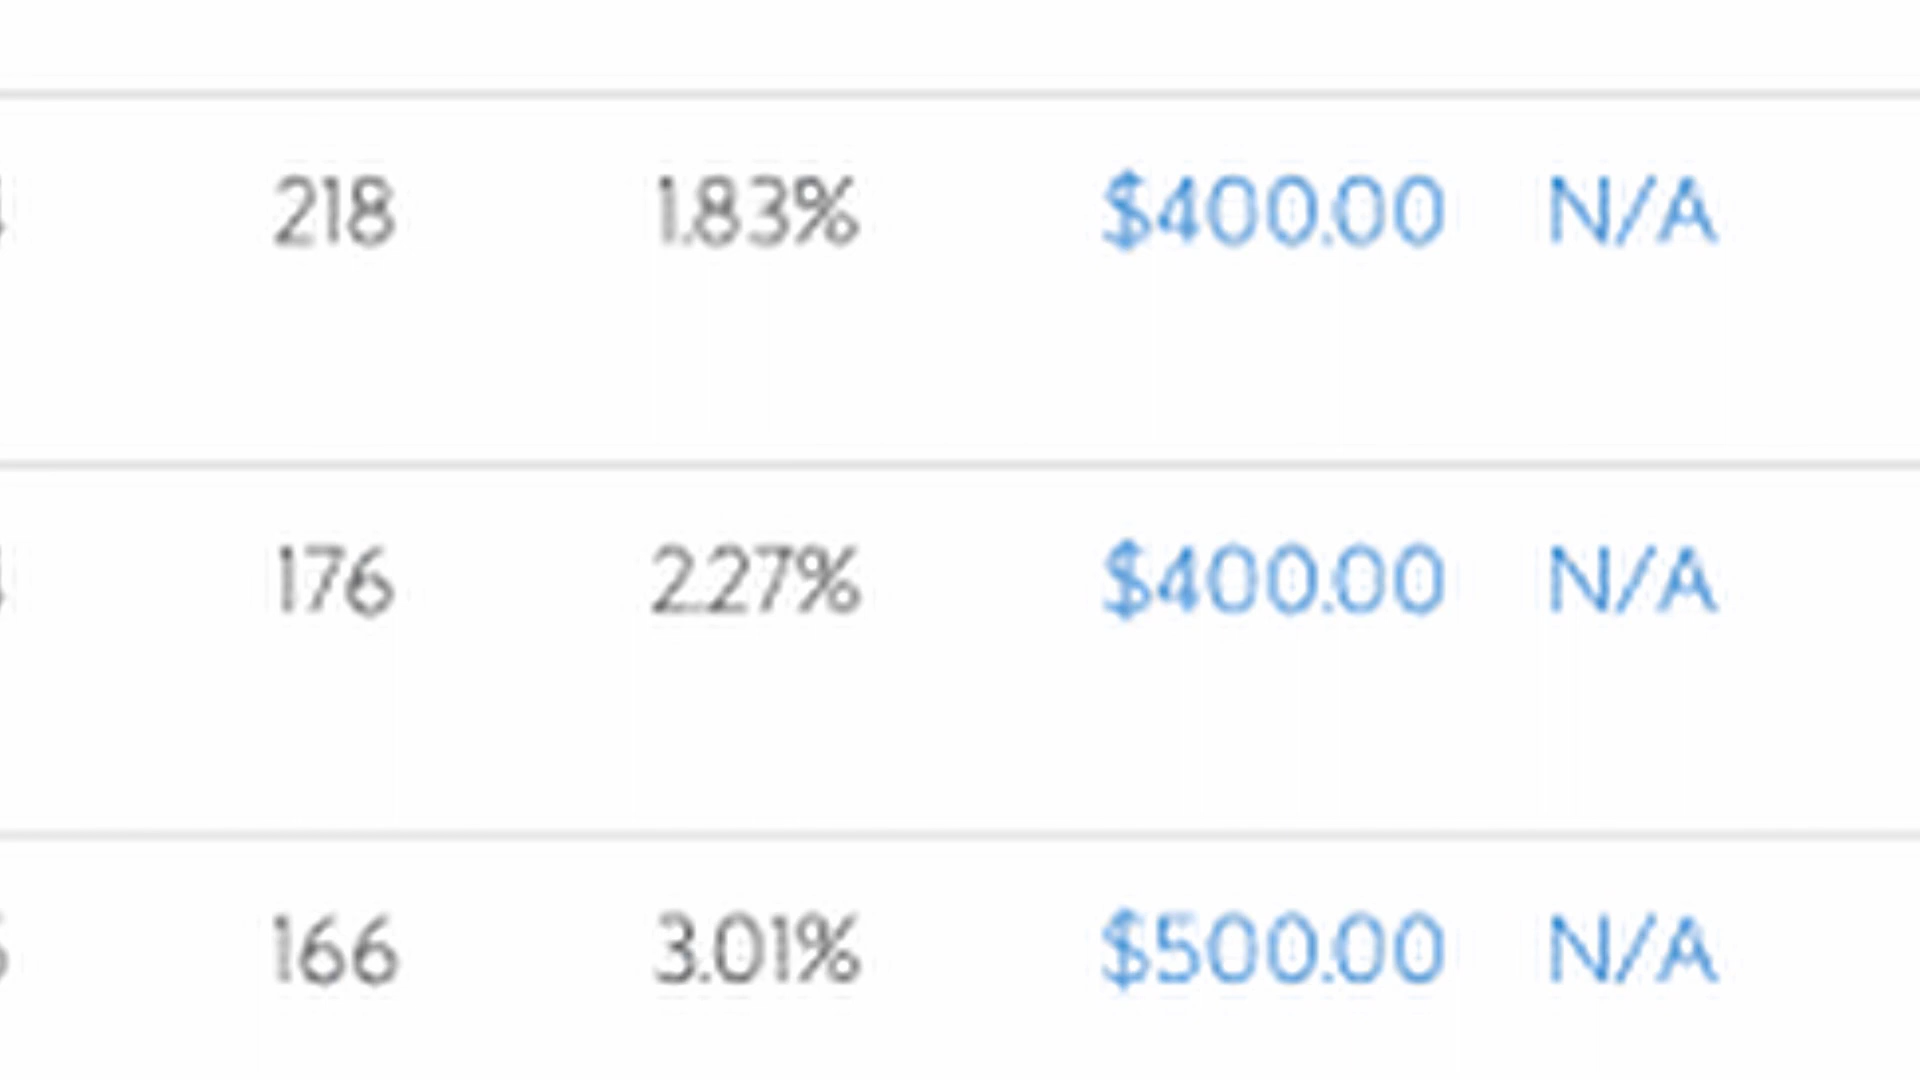 218 1.83% $400.00 N/A
176 2.27% $400.00 N/A
166 3.01% $500.00 N/A